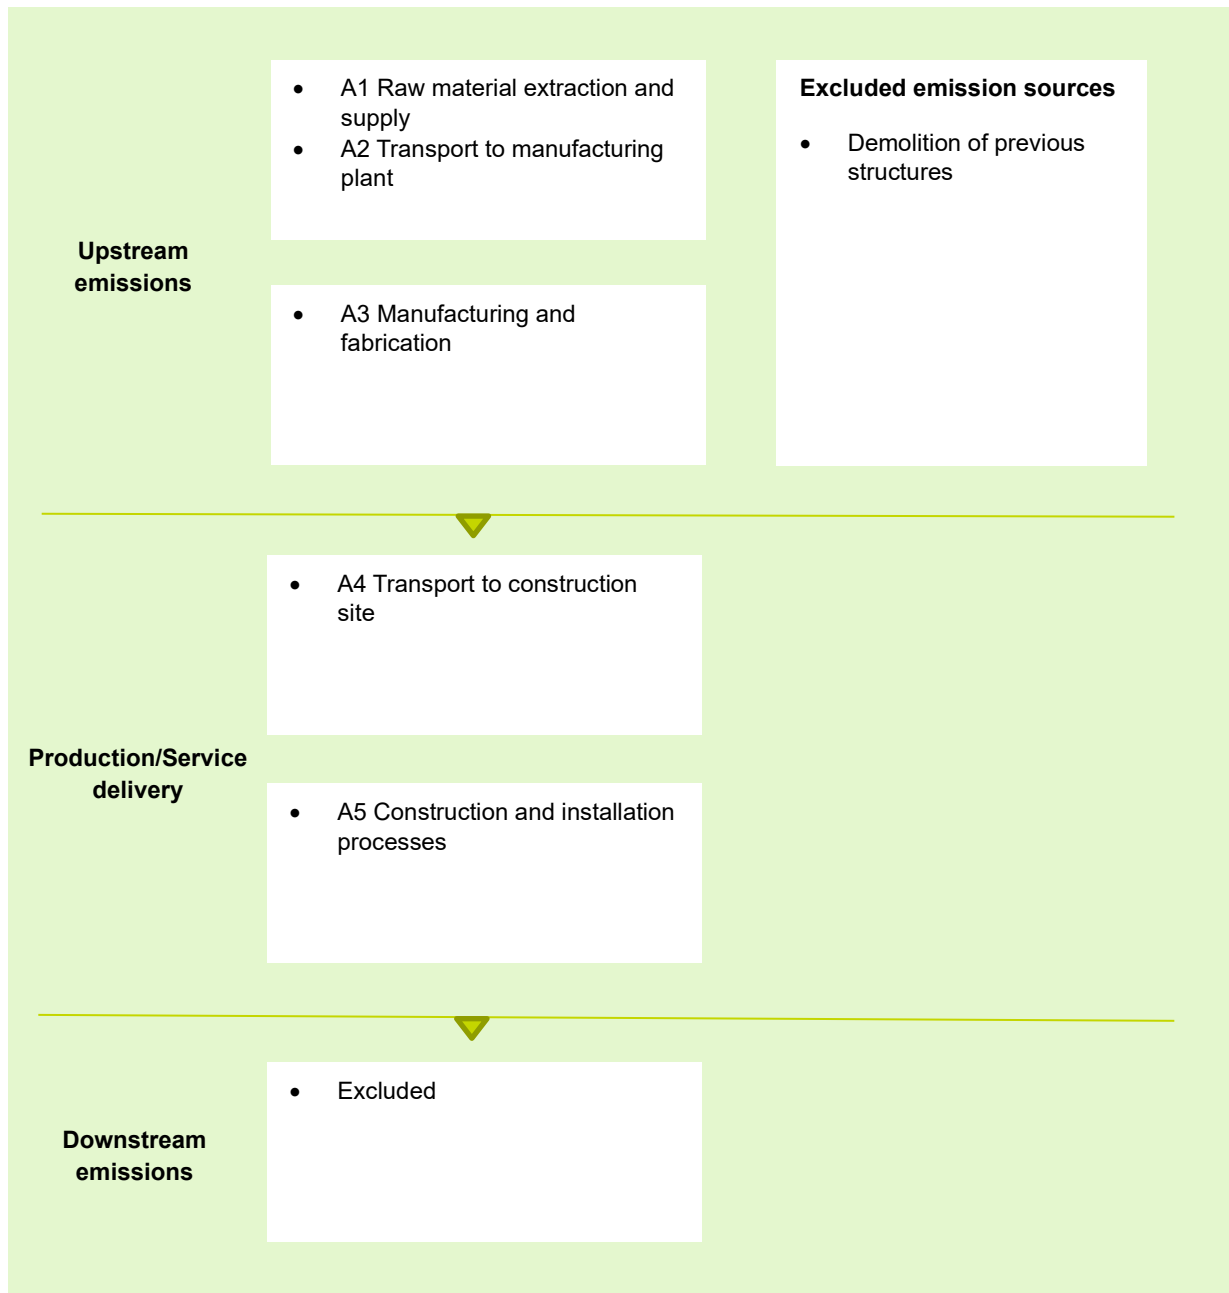 Upstream
emissions
• A1 Raw material extraction and
supply
• A2 Transport to manufacturing
plant
• A3 Manufacturing and
fabrication
Excluded emission sources
• Demolition of previous
structures
Production/Service
delivery
• A4 Transport to construction
site
• A5 Construction and installation
processes
Downstream
emissions
• Excluded